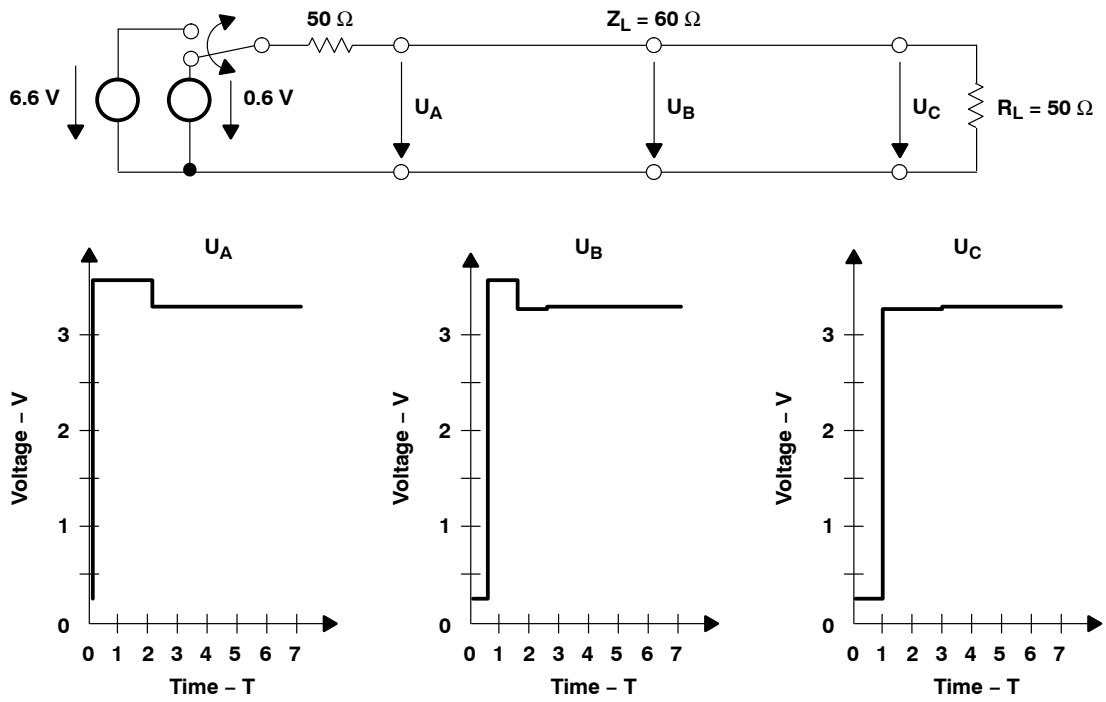 50 Ω
Z_L = 60 Ω
6.6 V
0.6 V
U_A
U_B
U_C
R_L = 50 Ω
U_A
U_B
U_C
3
2
1
0
Voltage – V
0 1 2 3 4 5 6 7
Time – T
3
2
1
0
Voltage – V
0 1 2 3 4 5 6 7
Time – T
3
2
1
0
Voltage – V
0 1 2 3 4 5 6 7
Time – T